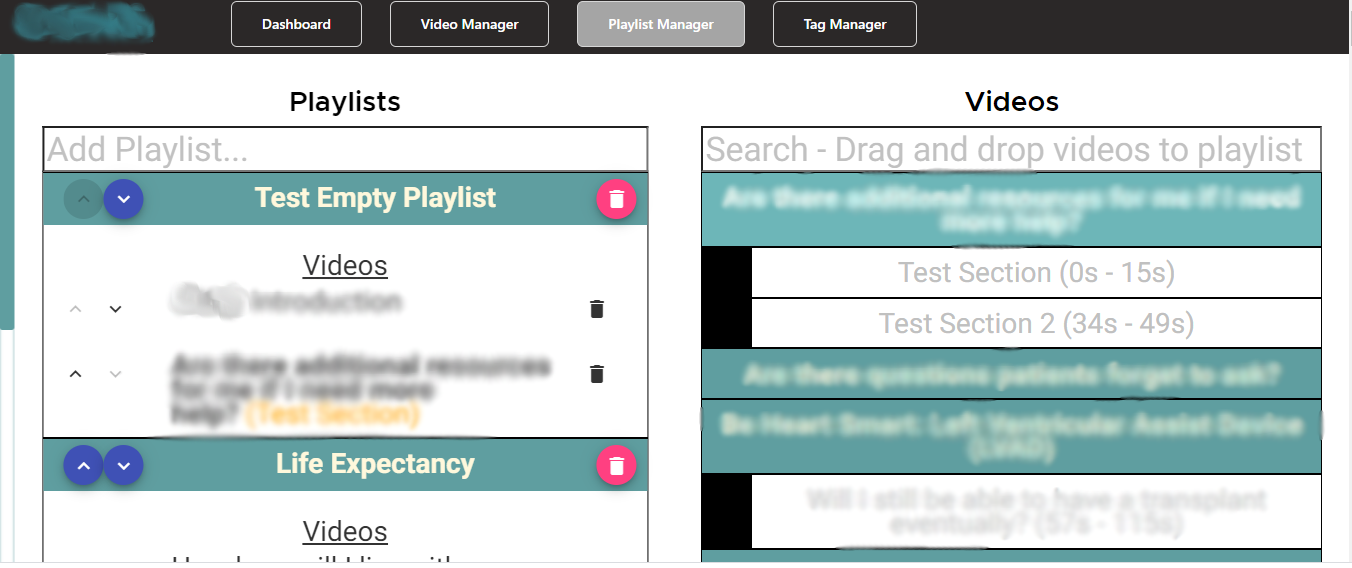 Dashboard
Video Manager
Playlist Manager
Tag Manager
Playlists
Add Playlist...
Test Empty Playlist
Videos
Introduction
Are there additional resources
for me if I need more
help? (Test Section)
Life Expectancy
Videos
Videos
Search - Drag and drop videos to playlist
Are there additional resources for me if I need
more help?
Test Section (0s - 15s)
Test Section 2 (34s - 49s)
Are there questions patients forget to ask?
Be Heart Smart: Left Ventricular Assist Device
(LVAD)
Will I still be able to have a transplant
eventually? (57s - 115s)